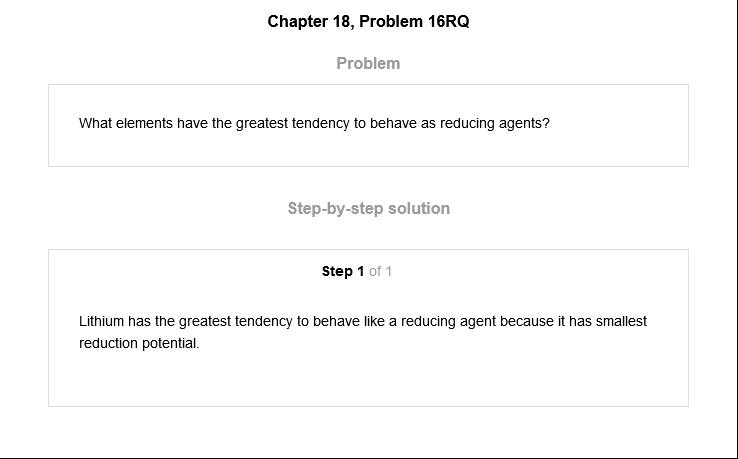 Chapter 18, Problem 16RQ
Problem
What elements have the greatest tendency to behave as reducing agents?
Step-by-step solution
Step 1 of 1
Lithium has the greatest tendency to behave like a reducing agent because it has smallest
reduction potential.